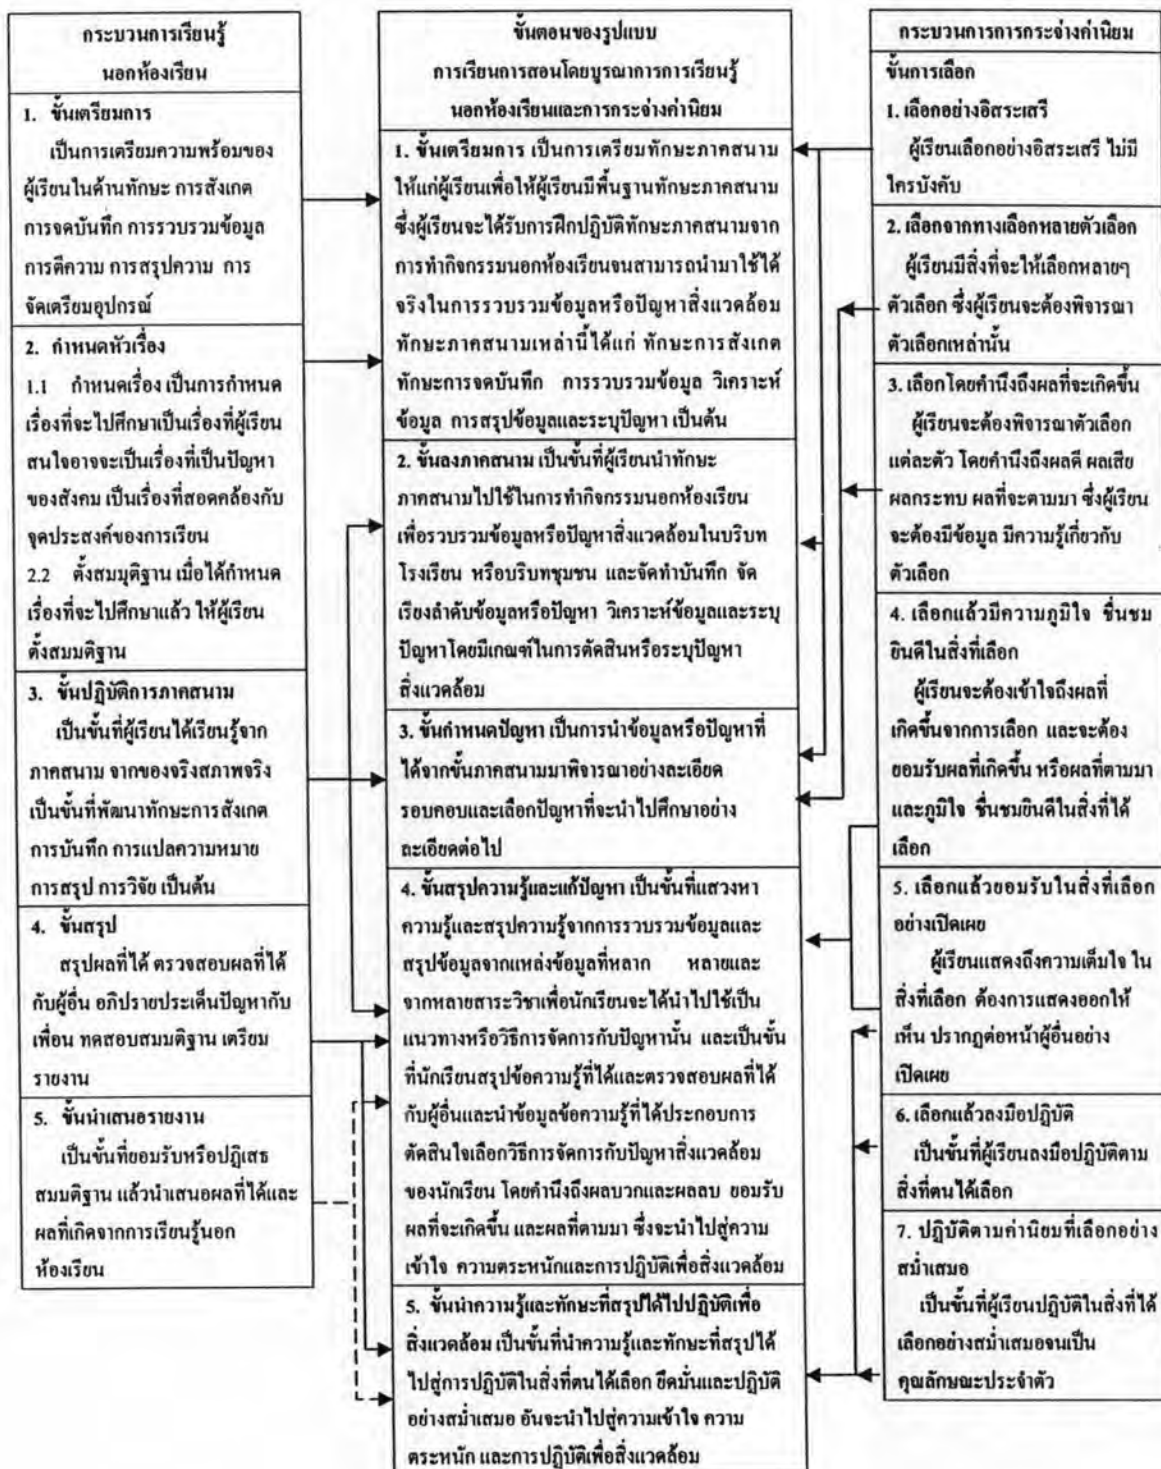 กระบวนการเรียนรู้
นอกห้องเรียน
1. ขั้นเตรียมการ
เป็นการเตรียมความพร้อมของ
ผู้เรียนในด้านทักษะ การสังเกต
การจดบันทึก การรวบรวมข้อมูล
การตีความ การสรุปความ การ
จัดเตรียมอุปกรณ์
2. กำหนดหัวเรื่อง
1.1 กำหนดเรื่อง เป็นการกำหนด
เรื่องที่จะไปศึกษาเป็นเรื่องที่ผู้เรียน
สนใจอาจจะเป็นเรื่องที่เป็นปัญหา
ของสังคม เป็นเรื่องที่สอดคล้องกับ
จุดประสงค์ของการเรียน
2.2 ตั้งสมมุติฐาน เมื่อได้กำหนด
เรื่องที่จะไปศึกษาแล้ว ให้ผู้เรียน
ตั้งสมมติฐาน
3. ขั้นปฏิบัติการภาคสนาม
เป็นขั้นที่ผู้เรียนได้เรียนรู้จาก
ภาคสนาม จากของจริงสภาพจริง
เป็นขั้นที่พัฒนาทักษะการสังเกต
การบันทึก การแปลความหมาย
การสรุป การวิจัย เป็นต้น
4. ขั้นสรุป
สรุปผลที่ได้ ตรวจสอบผลที่ได้
กับผู้อื่น อภิปรายประเด็นปัญหากับ
เพื่อน ทดสอบสมมติฐาน เตรียม
รายงาน
5. ขั้นนำเสนอรายงาน
เป็นขั้นที่ยอมรับหรือปฏิเสธ
สมมติฐาน แล้วนำเสนอผลที่ได้และ
ผลที่เกิดจากการเรียนรู้นอก
ห้องเรียน
ขั้นตอนของรูปแบบ
การเรียนการสอนโดยบูรณาการการเรียนรู้
นอกห้องเรียนและการกระจ่างค่านิยม
1. ขั้นเตรียมการ เป็นการเตรียมทักษะภาคสนาม
ให้แก่ผู้เรียนเพื่อให้ผู้เรียนมีพื้นฐานทักษะภาคสนาม
ซึ่งผู้เรียนจะได้รับการฝึกปฏิบัติทักษะภาคสนามจาก
การทำกิจกรรมนอกห้องเรียนจนสามารถนำมาใช้ได้
จริงในการรวบรวมข้อมูลหรือปัญหาสิ่งแวดล้อม
ทักษะภาคสนามเหล่านี้ได้แก่ ทักษะการสังเกต
ทักษะการจดบันทึก การรวบรวมข้อมูล วิเคราะห์
ข้อมูล การสรุปข้อมูลและระบุปัญหา เป็นต้น
2. ขั้นลงภาคสนาม เป็นขั้นที่ผู้เรียนนำทักษะ
ภาคสนามไปใช้ในการทำกิจกรรมนอกห้องเรียน
เพื่อรวบรวมข้อมูลหรือปัญหาสิ่งแวดล้อมในบริบท
โรงเรียน หรือบริบทชุมชน และจัดทำบันทึก จัด
เรียงลำดับข้อมูลหรือปัญหา วิเคราะห์ข้อมูลและระบุ
ปัญหาโดยมีเกณฑ์ในการตัดสินหรือระบุปัญหา
สิ่งแวดล้อม
3. ขั้นกำหนดปัญหา เป็นการนำข้อมูลหรือปัญหาที่
ได้จากขั้นภาคสนามมาพิจารณาอย่างละเอียด
รอบคอบและเลือกปัญหาที่จะนำไปศึกษาอย่าง
ละเอียดต่อไป
4. ขั้นสรุปความรู้และแก้ปัญหา เป็นขั้นที่แสวงหา
ความรู้และสรุปความรู้จากการรวบรวมข้อมูลและ
สรุปข้อมูลจากแหล่งข้อมูลที่หลาก หลายและ
จากหลายสาระวิชาเพื่อนักเรียนจะได้นำไปใช้เป็น
แนวทางหรือวิธีการจัดการกับปัญหานั้น และเป็นขั้น
ที่นักเรียนสรุปข้อความรู้ที่ได้และตรวจสอบผลที่ได้
กับผู้อื่นและนำข้อมูลข้อความรู้ที่ได้ประกอบการ
ตัดสินใจเลือกวิธีการจัดการกับปัญหาสิ่งแวดล้อม
ของนักเรียน โดยคำนึงถึงผลบวกและผลลบ ยอมรับ
ผลที่จะเกิดขึ้น และผลที่ตามมา ซึ่งจะนำไปสู่ความ
เข้าใจ ความตระหนักและการปฏิบัติเพื่อสิ่งแวดล้อม
5. ขั้นนำความรู้และทักษะที่สรุปได้ไปปฏิบัติเพื่อ
สิ่งแวดล้อม เป็นขั้นที่นำความรู้และทักษะที่สรุปได้
ไปสู่การปฏิบัติในสิ่งที่ตนได้เลือก ยึดมั่นและปฏิบัติ
อย่างสม่ำเสมอ อันจะนำไปสู่ความเข้าใจ ความ
ตระหนัก และการปฏิบัติเพื่อสิ่งแวดล้อม
กระบวนการการกระจ่างค่านิยม
ขั้นการเลือก
1. เลือกอย่างอิสระเสรี
ผู้เรียนเลือกอย่างอิสระเสรี ไม่มี
ใครบังคับ
2. เลือกจากทางเลือกหลายตัวเลือก
ผู้เรียนมีสิ่งที่จะให้เลือกหลายๆ
ตัวเลือก ซึ่งผู้เรียนจะต้องพิจารณา
ตัวเลือกเหล่านั้น
3. เลือกโดยคำนึงถึงผลที่จะเกิดขึ้น
ผู้เรียนจะต้องพิจารณาตัวเลือก
แต่ละตัว โดยคำนึงถึงผลดี ผลเสีย
ผลกระทบ ผลที่จะตามมา ซึ่งผู้เรียน
จะต้องมีข้อมูล มีความรู้เกี่ยวกับ
ตัวเลือก
4. เลือกแล้วมีความภูมิใจ ชื่นชม
ยินดีในสิ่งที่เลือก
ผู้เรียนจะต้องเข้าใจถึงผลที่
เกิดขึ้นจากการเลือก และจะต้อง
ยอมรับผลที่เกิดขึ้น หรือผลที่ตามมา
และภูมิใจ ชื่นชมยินดีในสิ่งที่ได้
เลือก
5. เลือกแล้วยอมรับในสิ่งที่เลือก
อย่างเปิดเผย
ผู้เรียนแสดงถึงความเต็มใจ ใน
สิ่งที่เลือก ต้องการแสดงออกให้
เห็น ปรากฏต่อหน้าผู้อื่นอย่าง
เปิดเผย
6. เลือกแล้วลงมือปฏิบัติ
เป็นขั้นที่ผู้เรียนลงมือปฏิบัติตาม
สิ่งที่ตนได้เลือก
7. ปฏิบัติตามค่านิยมที่เลือกอย่าง
สม่ำเสมอ
เป็นขั้นที่ผู้เรียนปฏิบัติในสิ่งที่ได้
เลือกอย่างสม่ำเสมอจนเป็น
คุณลักษณะประจำตัว